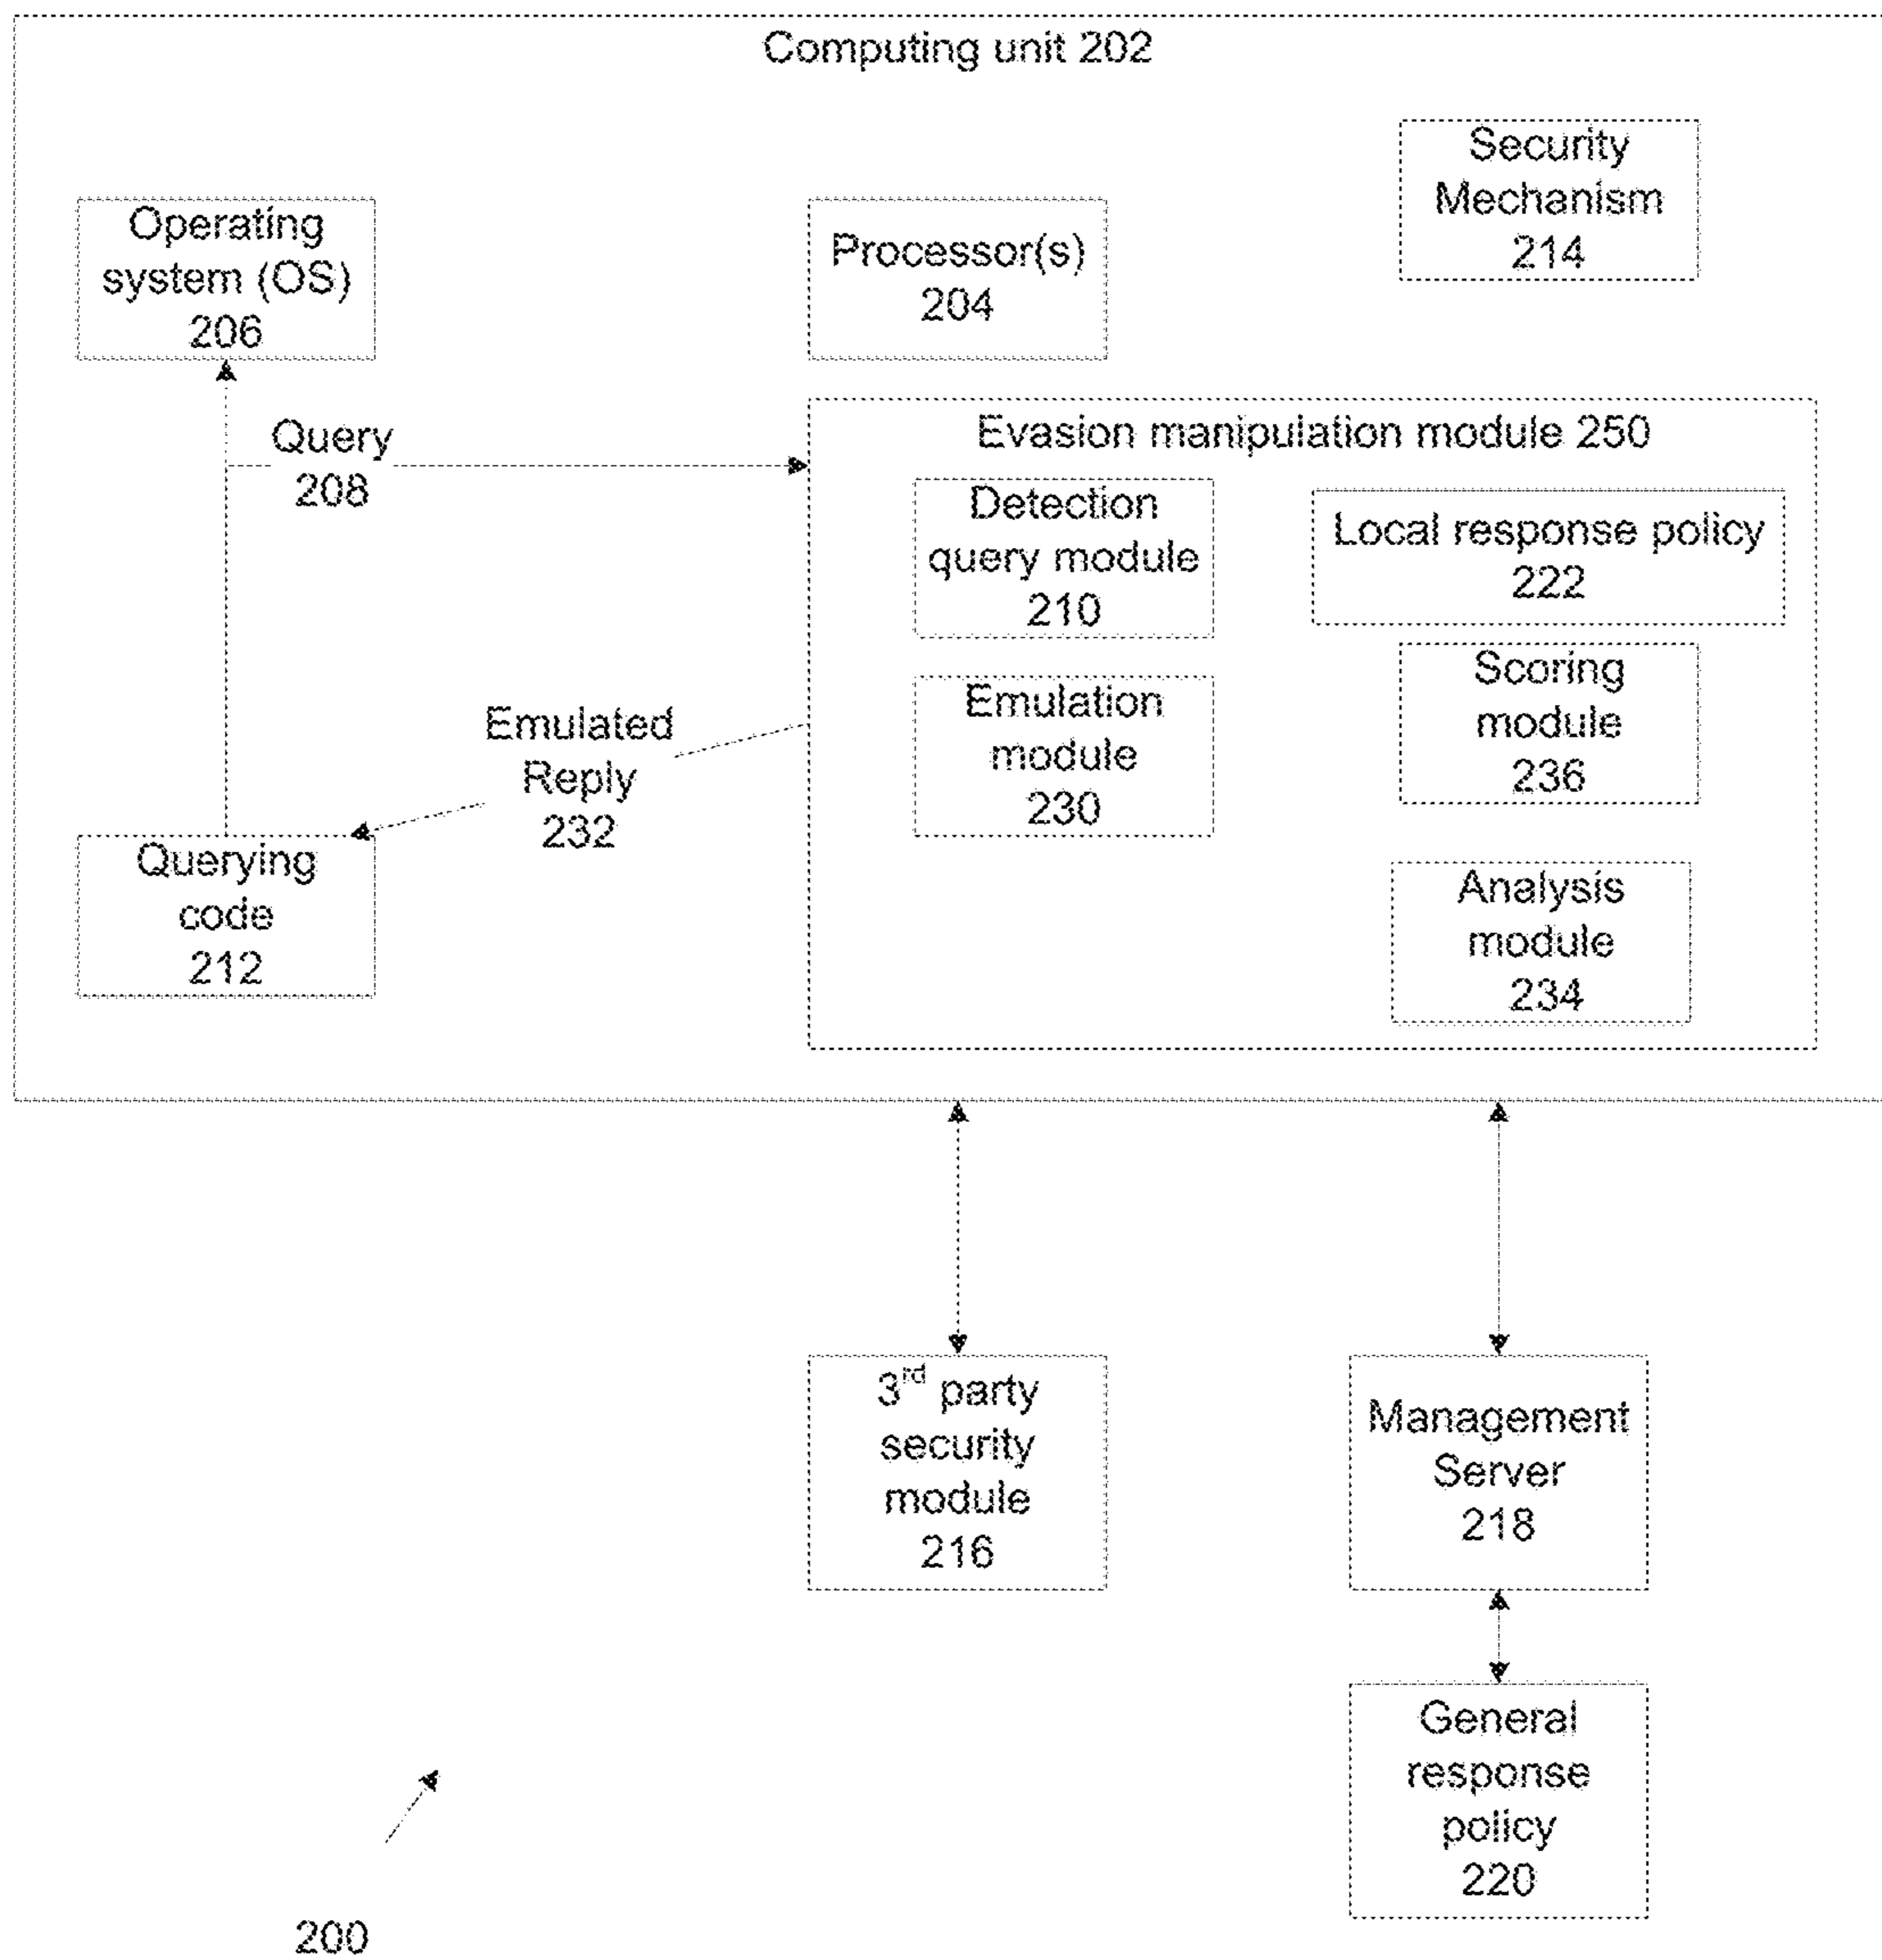 Computing unit 202
Security
Mechanism
214
Operating
system (OS)
206
Processor(s)
204
Query
208
Evasion manipulation module 250
Detection
query module
210
Local response policy
222
Emulation
module
230
Scoring
module
236
Emulated
Reply
232
Querying
code
212
Analysis
module
234
3rd party
security
module
216
Management
Server
218
General
response
policy
220
200